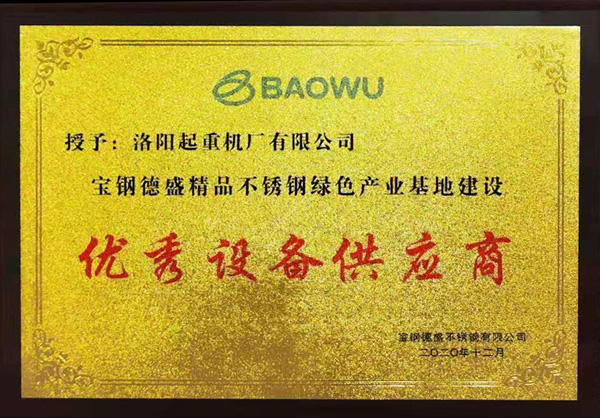 BAOWU
授予：洛阳起重机厂有限公司
宝钢德盛精品不锈钢绿色产业基地建设
优秀设备供应商
宝钢德盛不锈钢有限公司
二〇二〇年十二月